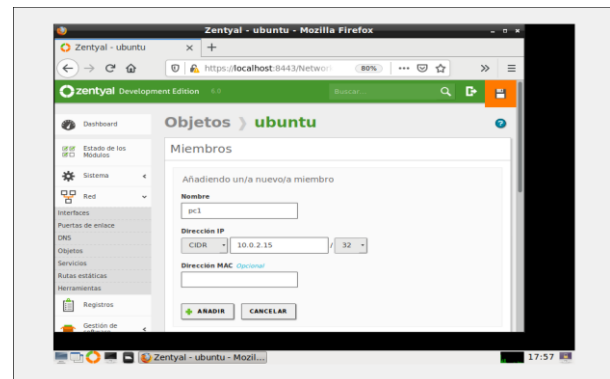 Zentyal - ubuntu - Mozilla Firefox
Zentyal - ubuntu
https://localhost:8443/Networ
80%
zentyal Development Edition 6.0
Buscar...
Dashboard
Estado de los
Módulos
Sistema
Red
Interfaces
Puertas de enlace
DNS
Objetos
Servicios
Rutas estáticas
Herramientas
Registros
Gestión de
software
Objetos ubuntu
Miembros
Añadiendo un/a nuevo/a miembro
Nombre
pc1
Dirección IP
CIDR 10.0.2.15 / 32
Dirección MAC Opcional
AÑADIR CANCELAR
Zentyal - ubuntu - Mozil...
17:57